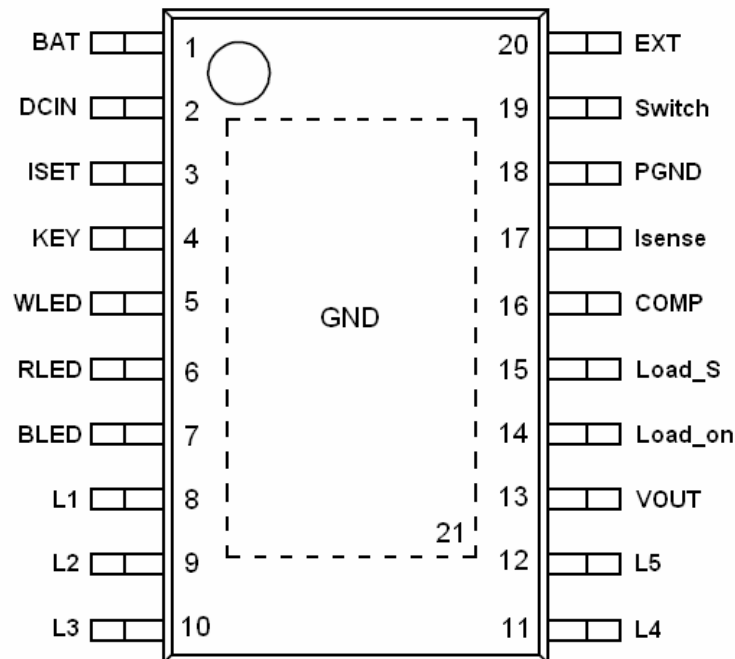 BAT 1 20 EXT
DCIN 2 19 Switch
ISET 3 18 PGND
KEY 4 17 Isense
WLED 5 16 COMP
GND
RLED 6 15 Load_S
BLED 7 14 Load_on
L1 8 13 VOUT
21
L2 9 12 L5
L3 10 11 L4